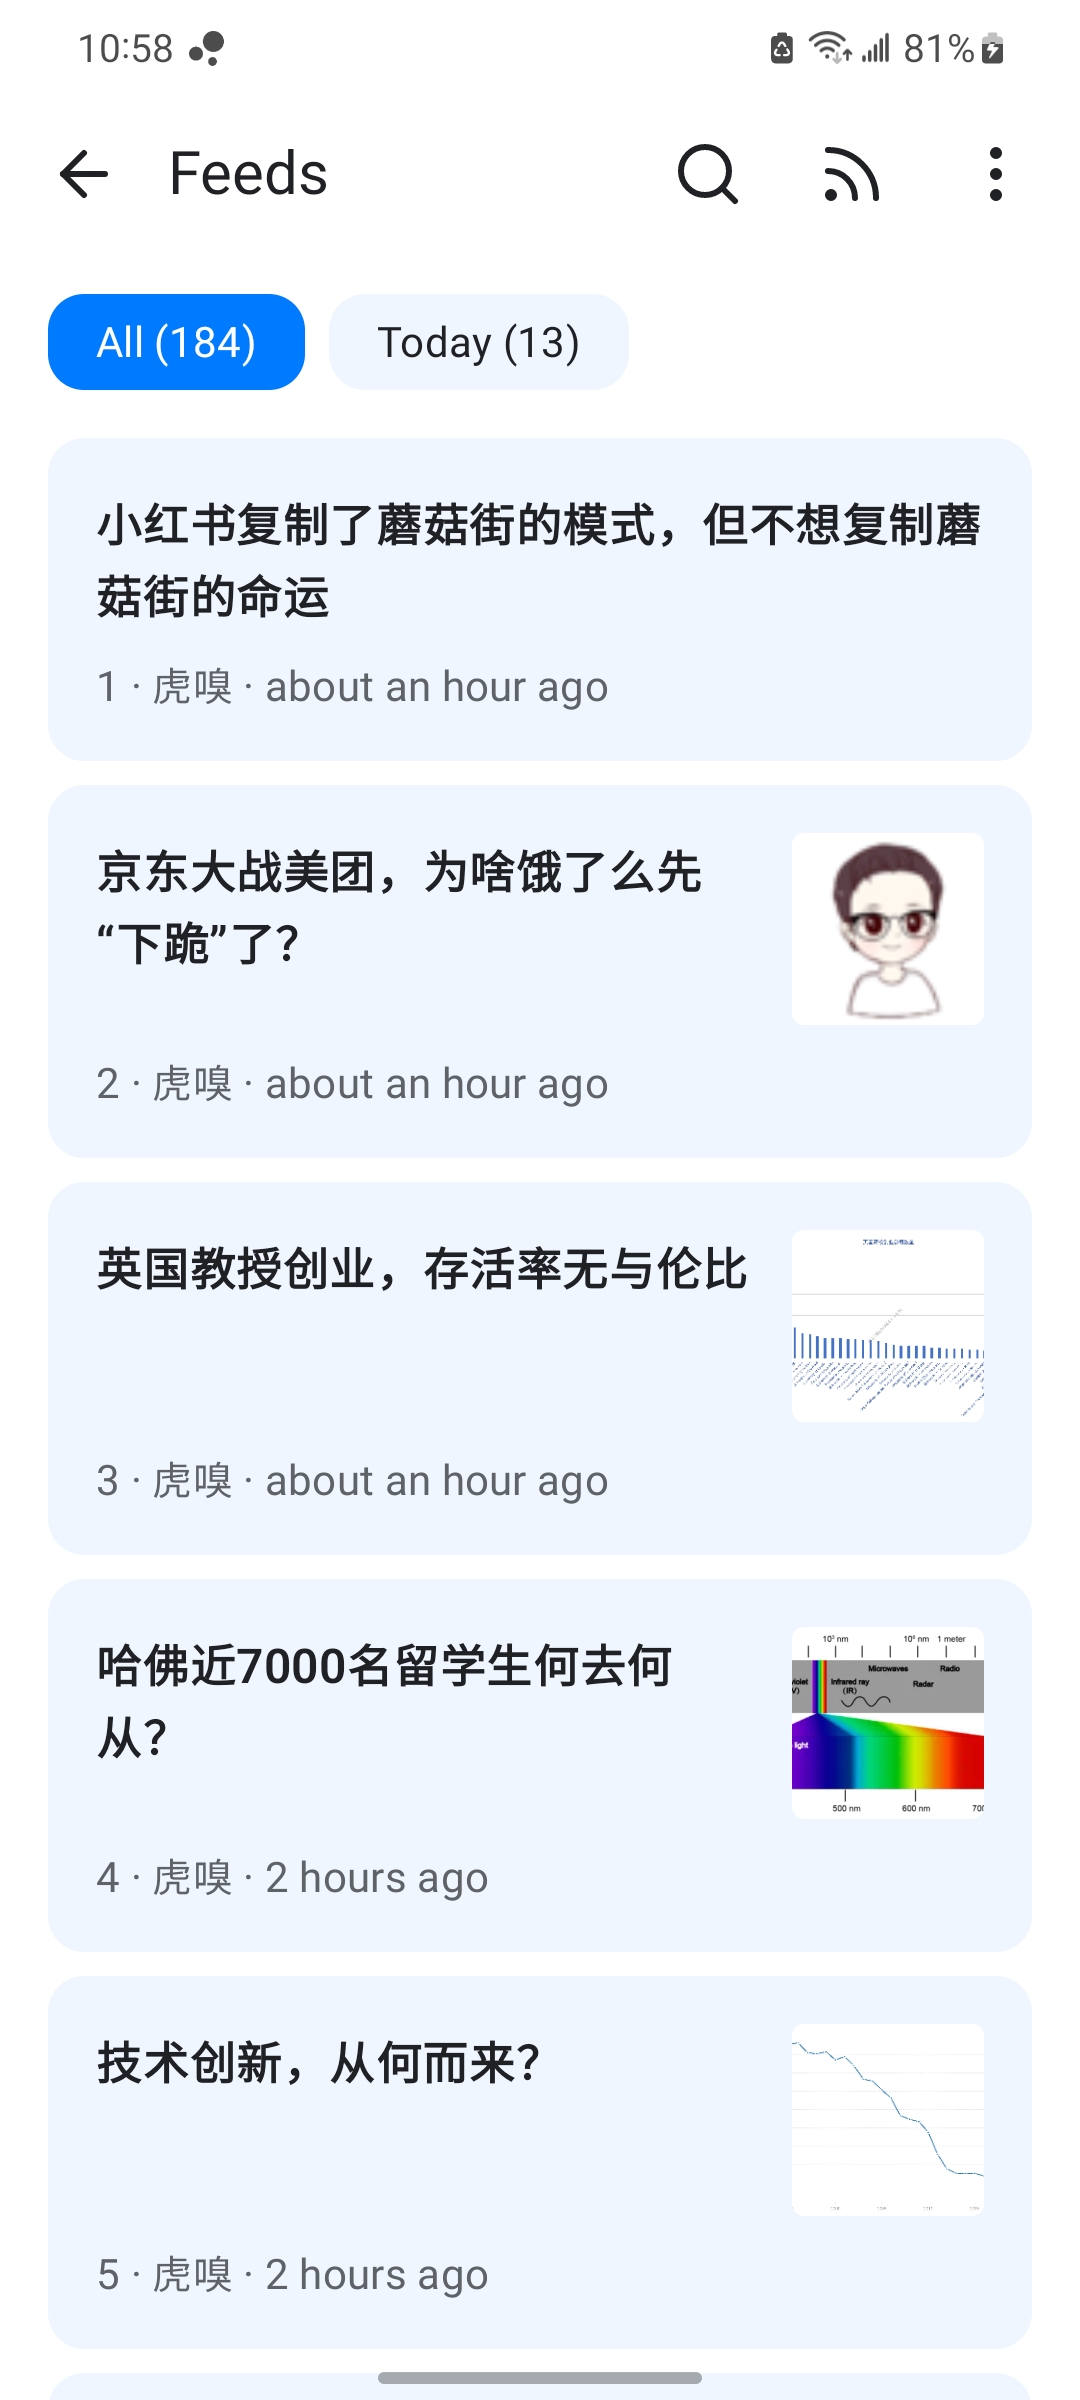 10:58
81%
Feeds
All (184)
Today (13)
小红书复制了蘑菇街的模式，但不想复制蘑
菇街的命运
1 · 虎嗅 · about an hour ago
京东大战美团，为啥饿了么先
“下跪”了？
2 · 虎嗅 · about an hour ago
英国教授创业，存活率无与伦比
3 · 虎嗅 · about an hour ago
哈佛近7000名留学生何去何
从？
10³ nm
10⁶ nm
1 meter
Microwaves
Radio
Infrared ray
(IR)
Radar
light
500 nm
600 nm
4 · 虎嗅 · 2 hours ago
技术创新，从何而来？
5 · 虎嗅 · 2 hours ago